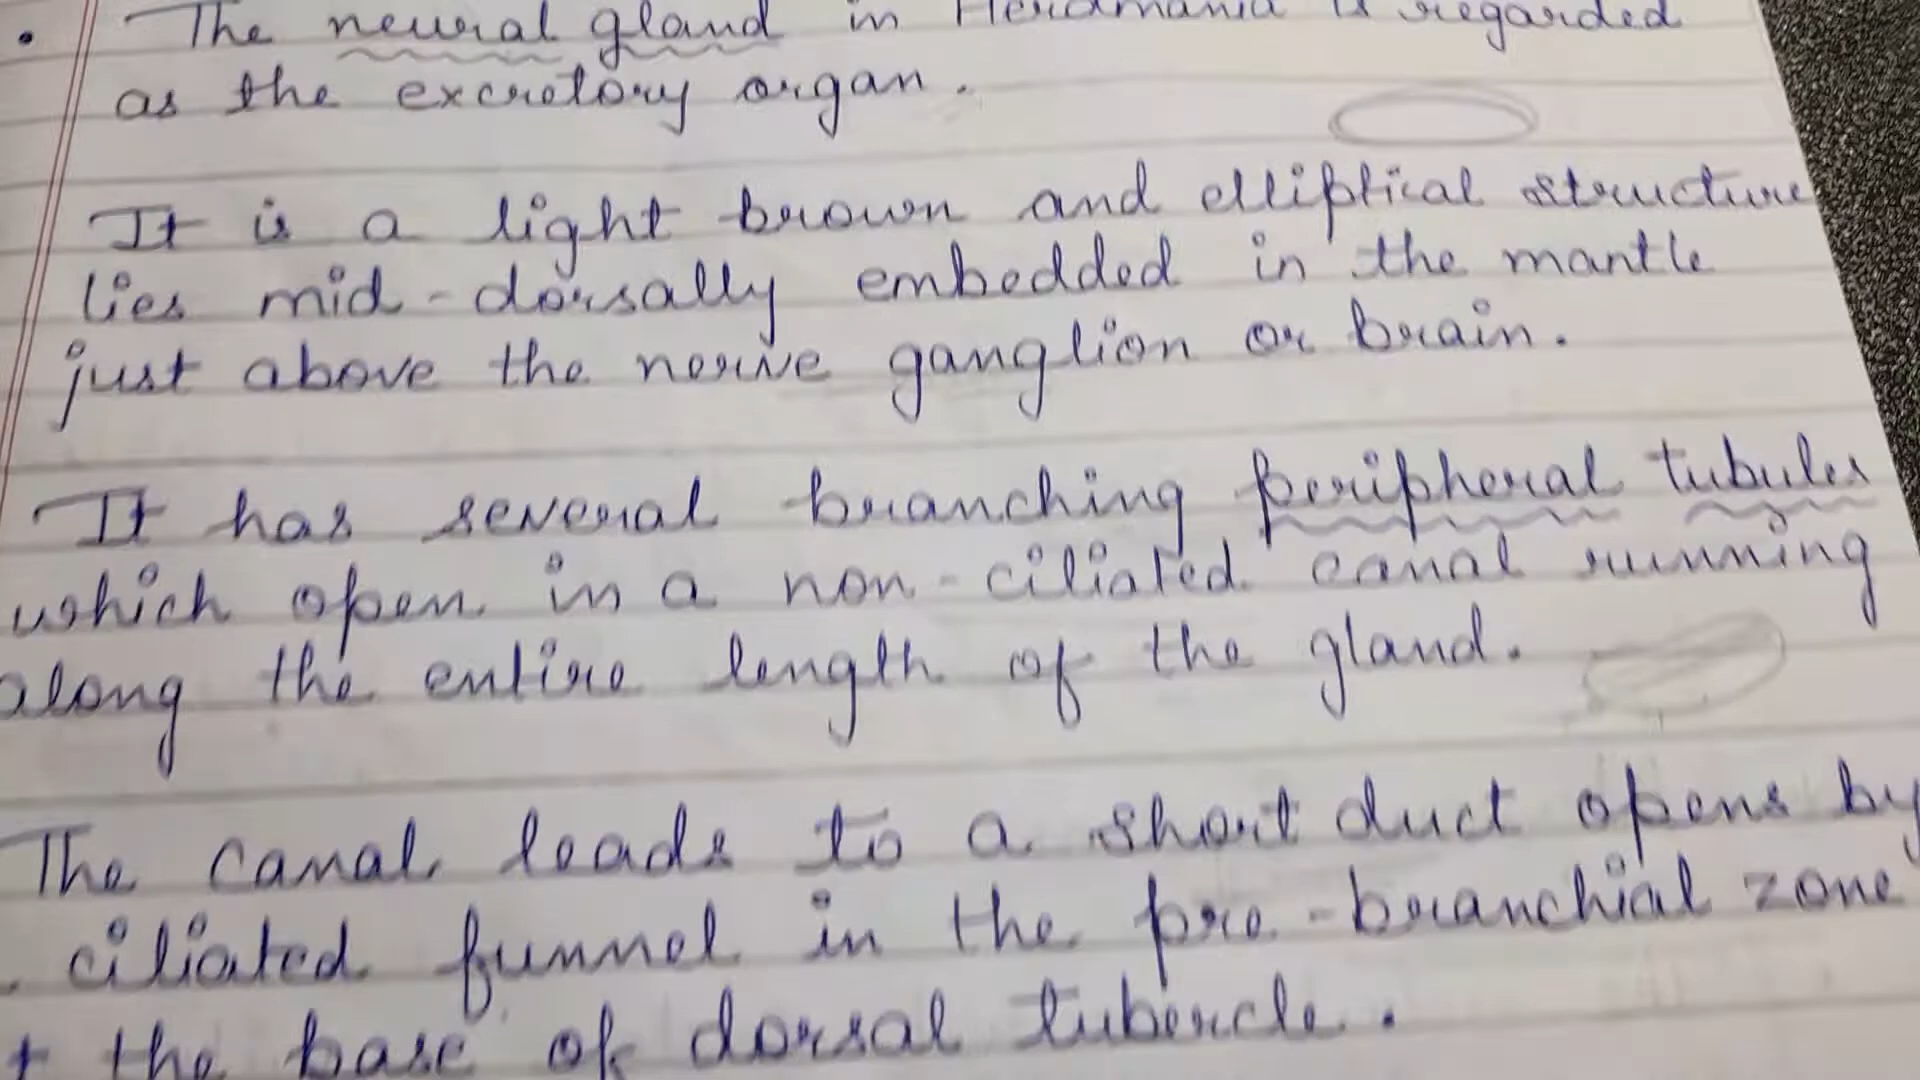 The neural gland in Herdmania is regarded
as the excretory organ.
It is a light brown and elliptical structure
lies mid-dorsally embedded in the mantle
just above the nerve ganglion or brain.
It has several branching peripheral tubules
which open in a non-ciliated canal running
along the entire length of the gland.
The canal leads to a short duct opens by
ciliated funnel in the pre-branchial zone
the base of dorsal tubercle.